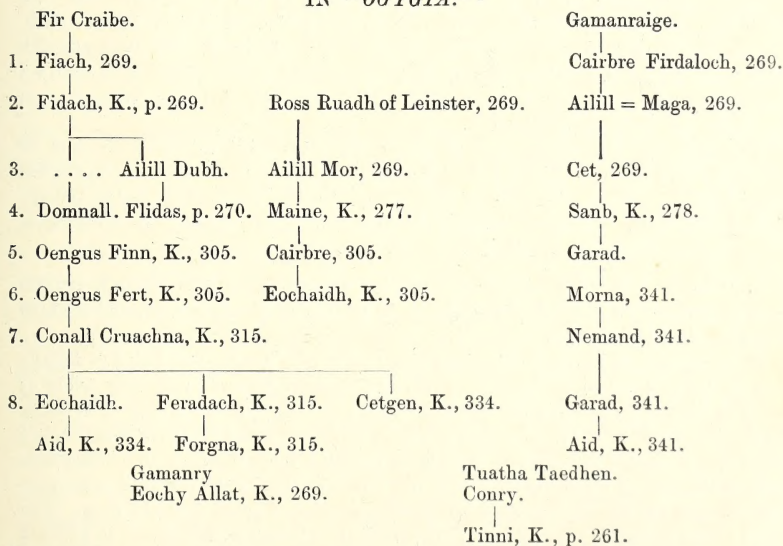 IN "OGYGIA."
Fir Craibe. Gamanraige.
1. Fiach, 269. Cairbre Firdaloch, 269.
2. Fidach, K., p. 269. Ross Ruadh of Leinster, 269. Ailill = Maga, 269.
3. . . . . Ailill Dubh. Ailill Mor, 269. Cet, 269.
4. Domnall. Flidas, p. 270. Maine, K., 277. Sanb, K., 278.
5. Oengus Finn, K., 305. Cairbre, 305. Garad.
6. Oengus Fert, K., 305. Eochaidh, K., 305. Morna, 341.
7. Conall Cruachna, K., 315. Nemand, 341.
8. Eochaidh. Feradach, K., 315. Cetgen, K., 334. Garad, 341.
Aid, K., 334. Forgna, K., 315. Aid, K., 341.
Gamanry Tuatha Taedhen.
Eochy Allat, K., 269. Conry.
Tinni, K., p. 261.